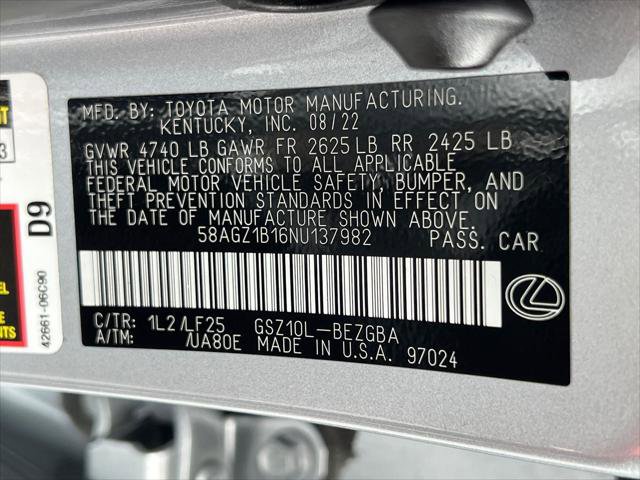 MFD. BY: TOYOTA MOTOR MANUFACTURING.
KENTUCKY, INC. 08/22
GVWR 4740 LB GAWR FR 2625 LB RR 2425 LB
THIS VEHICLE CONFORMS TO ALL APPLICABLE
FEDERAL MOTOR VEHICLE SAFETY, BUMPER, AND
THEFT PREVENTION STANDARDS IN EFFECT ON
THE DATE OF MANUFACTURE SHOWN ABOVE.
58AGZ1B16NU137982 PASS. CAR
C/TR: 1L2/LF25 GSZ10L-BEZGBA
A/TM: /UA80E MADE IN U.S.A. 97024
D9
42661-06C90